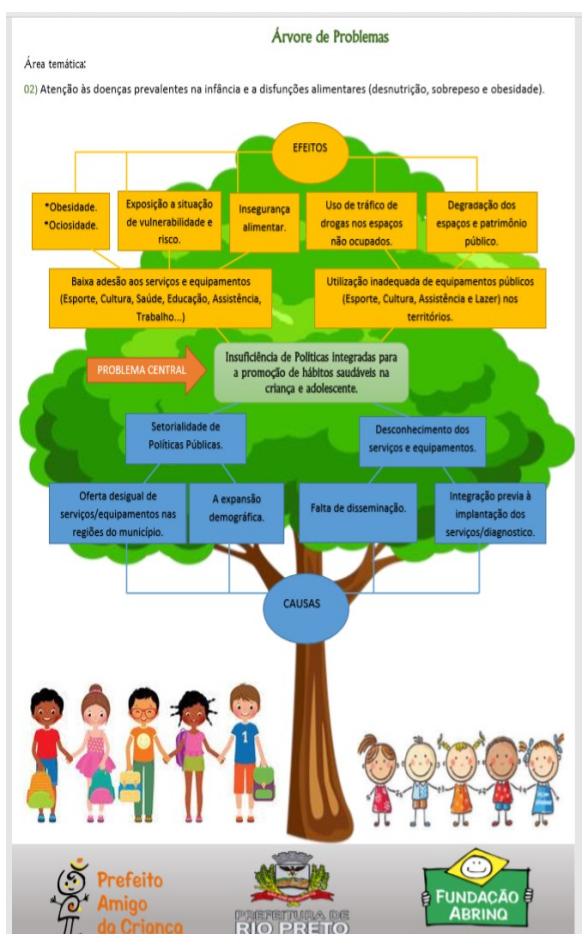 Árvore de Problemas
Área temática:
02) Atenção às doenças prevalentes na infância e a disfunções alimentares (desnutrição, sobrepeso e obesidade).
EFEITOS
*Obesidade.
*Ociosidade.
Exposição a situação
de vulnerabilidade e
risco.
Insegurança
alimentar.
Uso de tráfico de
drogas nos espaços
não ocupados.
Degradação dos
espaços e patrimônio
público.
Baixa adesão aos serviços e equipamentos
(Esporte, Cultura, Saúde, Educação, Assistência,
Trabalho...)
Utilização inadequada de equipamentos públicos
(Esporte, Cultura, Assistência e Lazer) nos
territórios.
PROBLEMA CENTRAL
Insuficiência de Politicas integradas para
a promoção de hábitos saudáveis na
criança e adolescente.
Setorialidade de
Políticas Públicas.
Desconhecimento dos
serviços e equipamentos.
Oferta desigual de
serviços/equipamentos nas
regiões do município.
A expansão
demográfica.
Falta de disseminação.
Integração previa à
implantação dos
serviços/diagnostico.
CAUSAS
1
Prefeito
Amigo
da Criança
PREFEITURA DE
RIO PRETO
FUNDAÇÃO
ABRINQ